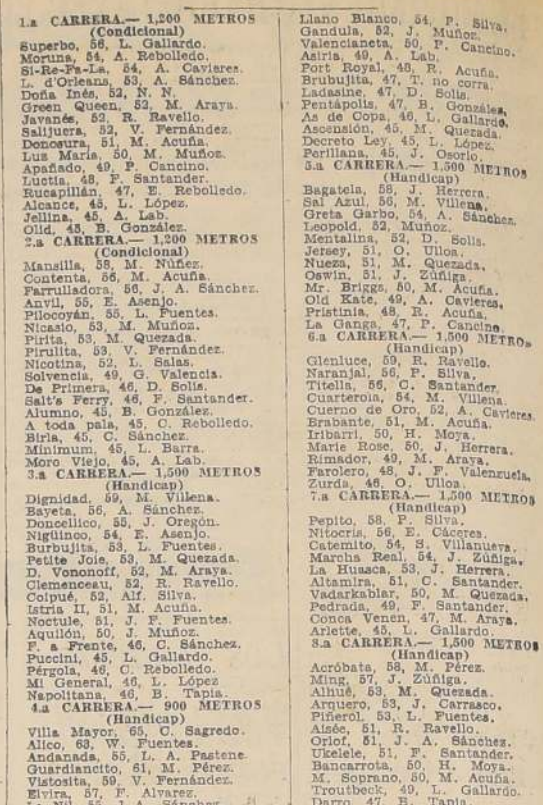 1.a CARRERA.— 1,200 METROS
(Condicional)
Superbo, 56, L. Gallardo.
Moruna, 54, A. Rebolledo.
Si-Re-Fa-La, 54, A. Cavieres.
L. d'Orleans, 53, A. Sánchez.
Doña Inés, 52, N. N.
Green Queen, 52, M. Araya.
Javanés, 52, R. Ravello.
Salijuera, 52, V. Fernández.
Donosura, 51, M. Acuña.
Luz María, 50, M. Muñoz.
Apañado, 49, P. Cancino.
Luctia, 48, F. Santander.
Rucapillán, 47, E. Rebolledo.
Alcance, 45, L. López.
Jellina, 45, A. Lab.
Olid, 45, B. González.
2.a CARRERA.— 1,200 METROS
(Condicional)
Mansilla, 58, M. Núñez.
Contenta, 56, M. Acuña.
Farrulladora, 56, J. A. Sánchez.
Anvil, 55, E. Asenjo.
Pilocoyán, 55, L. Fuentes.
Nicasio, 53, M. Muñoz.
Pirita, 53, M. Quezada.
Pirulita, 53, V. Fernández.
Nicotina, 52, L. Salas.
Solvencia, 49, G. Valencia.
De Primera, 46, D. Solis.
Salt's Ferry, 46, F. Santander.
Alumno, 45, B. González.
A toda pala, 45, C. Rebolledo.
Birla, 45, C. Sánchez.
Minimum, 45, L. Barra.
Moro Viejo, 45, A. Lab.
3.a CARRERA.— 1,500 METROS
(Handicap)
Dignidad, 59, M. Villena.
Bayeta, 56, A. Sánchez.
Doncellico, 55, J. Oregón.
Nigüinco, 54, E. Asenjo.
Burbujita, 53, L. Fuentes.
Petite Joie, 53, M. Quezada.
D. Vononoff, 52, M. Araya.
Clemenceau, 52, R. Ravello.
Coipué, 52, Alf. Silva.
Istria II, 51, M. Acuña.
Noctule, 51, J. F. Fuentes.
Aquilón, 50, J. Muñoz.
F. a Frente, 46, C. Sánchez.
Puccini, 45, L. Gallardo.
Pérgola, 46, C. Rebolledo.
Mi General, 46, L. López
Napolitana, 46, B. Tapia.
4.a CARRERA.— 900 METROS
(Handicap)
Villa Mayor, 65, C. Sagredo.
Alico, 63, W. Fuentes.
Andanada, 55, L. A. Pastene.
Guardiancito, 61, M. Pérez.
Vistosita, 59, V. Fernández.
Elvira, 57, F. Alvarez.
55, J. A. Sánchez
Llano Blanco, 54, P. Silva.
Gandula, 52, J. Muñoz.
Valencianeta, 50, P. Cancino.
Asiria, 49, A. Lab.
Port Royal, 48, R. Acuña.
Brubujita, 47, T. no corra.
Ladasine, 47, D. Solis.
Pentápolis, 47, B. González.
As de Copa, 46, L. Gallardo.
Ascensión, 45, M. Quezada.
Decreto Ley, 45, L. López.
Perillana, 45, J. Osorio.
5.a CARRERA.— 1,500 METROS
(Handicap)
Bagatela, 58, J. Herrera.
Sai Azul, 56, M. Villena.
Greta Garbo, 54, A. Sánchez.
Leopold, 52, Muñoz.
Mentalina, 52, D. Solis.
Jersey, 51, O. Ulloa.
Nueza, 51, M. Quezada.
Oswin, 51, J. Zúñiga.
Mr. Briggs, 50, M. Acuña.
Old Kate, 49, A. Cavieres.
Pristinia, 48, R. Acuña.
La Ganga, 47, P. Cancino.
6.a CARRERA.— 1,500 METROS
(Handicap)
Glenluce, 59, R. Ravello.
Naranjal, 56, P. Silva.
Titella, 56, C. Santander.
Cuarterola, 54, M. Villena.
Cuerno de Oro, 52, A. Cavieres.
Brabante, 51, M. Acuña.
Iribarri, 50, H. Moya.
Marie Rose, 50, J. Herrera.
Rimador, 49, M. Araya.
Farolero, 48, J. F. Valenzuela.
Zurda, 46, O. Ulloa.
7.a CARRERA.— 1,500 METROS
(Handicap)
Pepito, 58, P. Silva.
Nitocris, 56, E. Cáceres.
Catemito, 54, S. Villanueva.
Marcha Real, 54, J. Zúñiga.
La Huasca, 53, J. Herrera.
Altamira, 51, C. Santander.
Vadarkablar, 50, M. Quezada.
Pedrada, 49, F. Santander.
Conca Venen, 47, M. Araya.
Arlette, 45, L. Gallardo.
8.a CARRERA.— 1,500 METROS
(Handicap)
Acróbata, 58, M. Pérez.
Ming, 57, J. Zúñiga.
Alhué, 53, M. Quezada.
Arquero, 53, J. Carrasco.
Piñerol, 53, L. Fuentes.
Aisée, 51, R. Ravello.
Oriof, 51, J. A. Sánchez.
Ukelele, 51, F. Santander.
Bancarrota, 50, H. Moya.
M. Soprano, 50, M. Acuña.
Troutbeck, 49, L. Gallardo.
Darro, 47, B. Tapia.